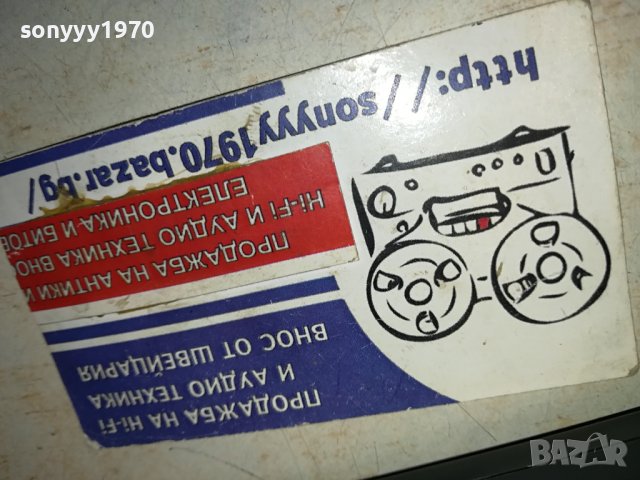 sonyyy1970
ПРОДАЖБА НА Hi-Fi
И АУДИО ТЕХНИКА
ВНОС ОТ ШВЕЙЦАРИЯ
ПРОДАЖБА НА АНТИКИ И
Hi-Fi И АУДИО ТЕХНИКА ВНО
ЕЛЕКТРОНИКА И БИТОВ
http://sonyyy1970.bazar.bg/
BAZAR